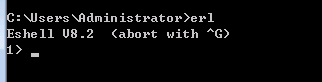 C:\Users\Administrator>erl
Eshell V8.2  (abort with ^G)
1> _